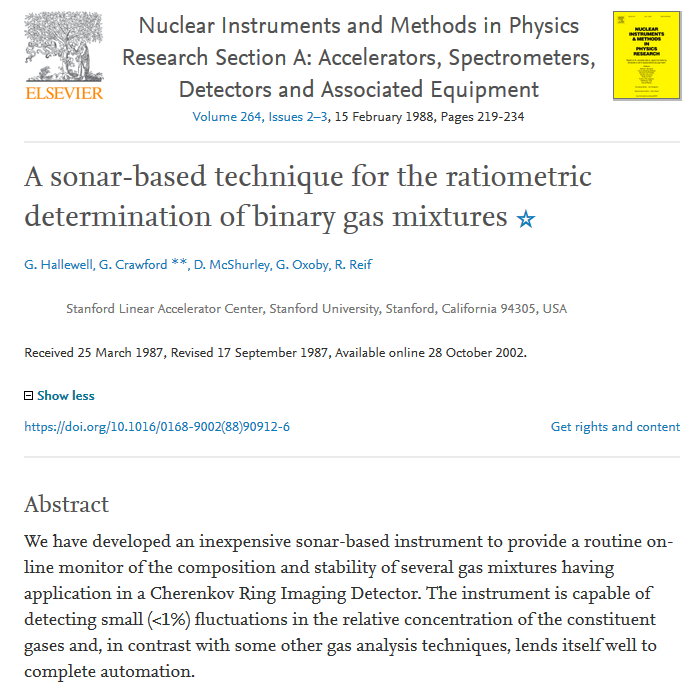 Nuclear Instruments and Methods in Physics
Research Section A: Accelerators, Spectrometers,
Detectors and Associated Equipment
Volume 264, Issues 2–3, 15 February 1988, Pages 219-234
ELSEVIER
NUCLEAR
INSTRUMENTS
& METHODS
IN
PHYSICS
RESEARCH
A sonar-based technique for the ratiometric
determination of binary gas mixtures ☆
G. Hallewell, G. Crawford **, D. McShurley, G. Oxoby, R. Reif
Stanford Linear Accelerator Center, Stanford University, Stanford, California 94305, USA
Received 25 March 1987, Revised 17 September 1987, Available online 28 October 2002.
Show less
https://doi.org/10.1016/0168-9002(88)90912-6
Get rights and content
Abstract
We have developed an inexpensive sonar-based instrument to provide a routine on-
line monitor of the composition and stability of several gas mixtures having
application in a Cherenkov Ring Imaging Detector. The instrument is capable of
detecting small (<1%) fluctuations in the relative concentration of the constituent
gases and, in contrast with some other gas analysis techniques, lends itself well to
complete automation.